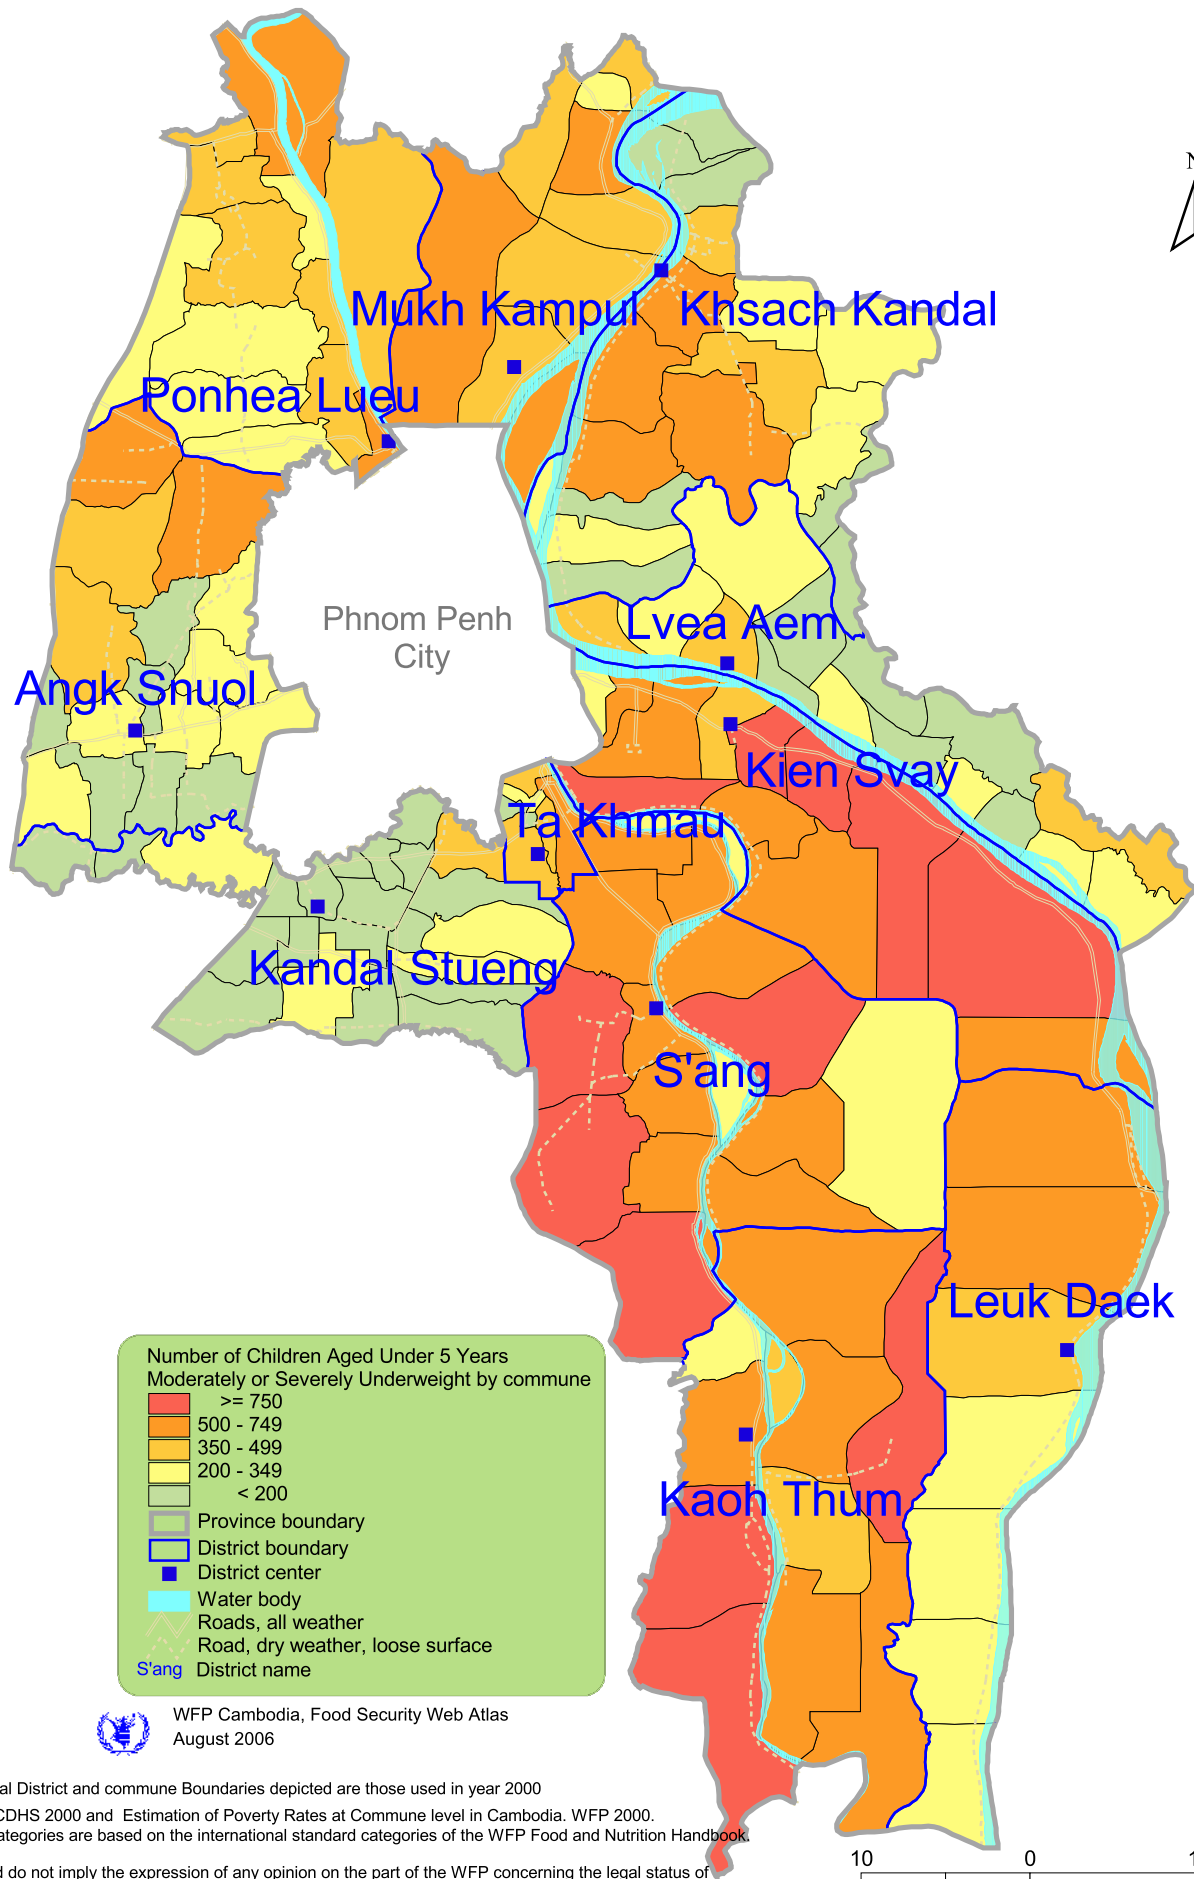 N
Mukh Kampul
Khsach Kandal
Ponhea Lueu
Phnom Penh
City
Lvea Aem
Angk Snuol
Kien Svay
Ta Khmau
Kandal Stueng
S'ang
Leuk Daek
Kaoh Thum
Number of Children Aged Under 5 Years
Moderately or Severely Underweight by commune
>= 750
500 - 749
350 - 499
200 - 349
< 200
Province boundary
District boundary
District center
Water body
Roads, all weather
Road, dry weather, loose surface
S'ang District name
WFP Cambodia, Food Security Web Atlas
August 2006
al District and commune Boundaries depicted are those used in year 2000
CDHS 2000 and Estimation of Poverty Rates at Commune level in Cambodia. WFP 2000.
ategories are based on the international standard categories of the WFP Food and Nutrition Handbook.
d do not imply the expression of any opinion on the part of the WFP concerning the legal status of
10 0 1